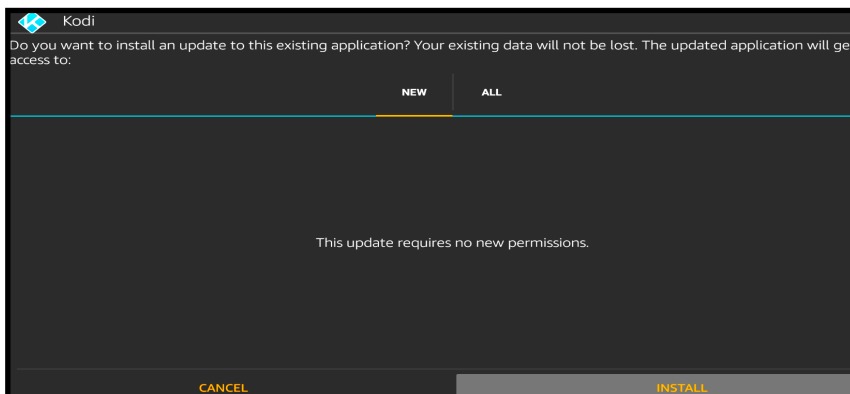 Kodi
Do you want to install an update to this existing application? Your existing data will not be lost. The updated application will ge
access to:
NEW ALL
This update requires no new permissions.
CANCEL INSTALL